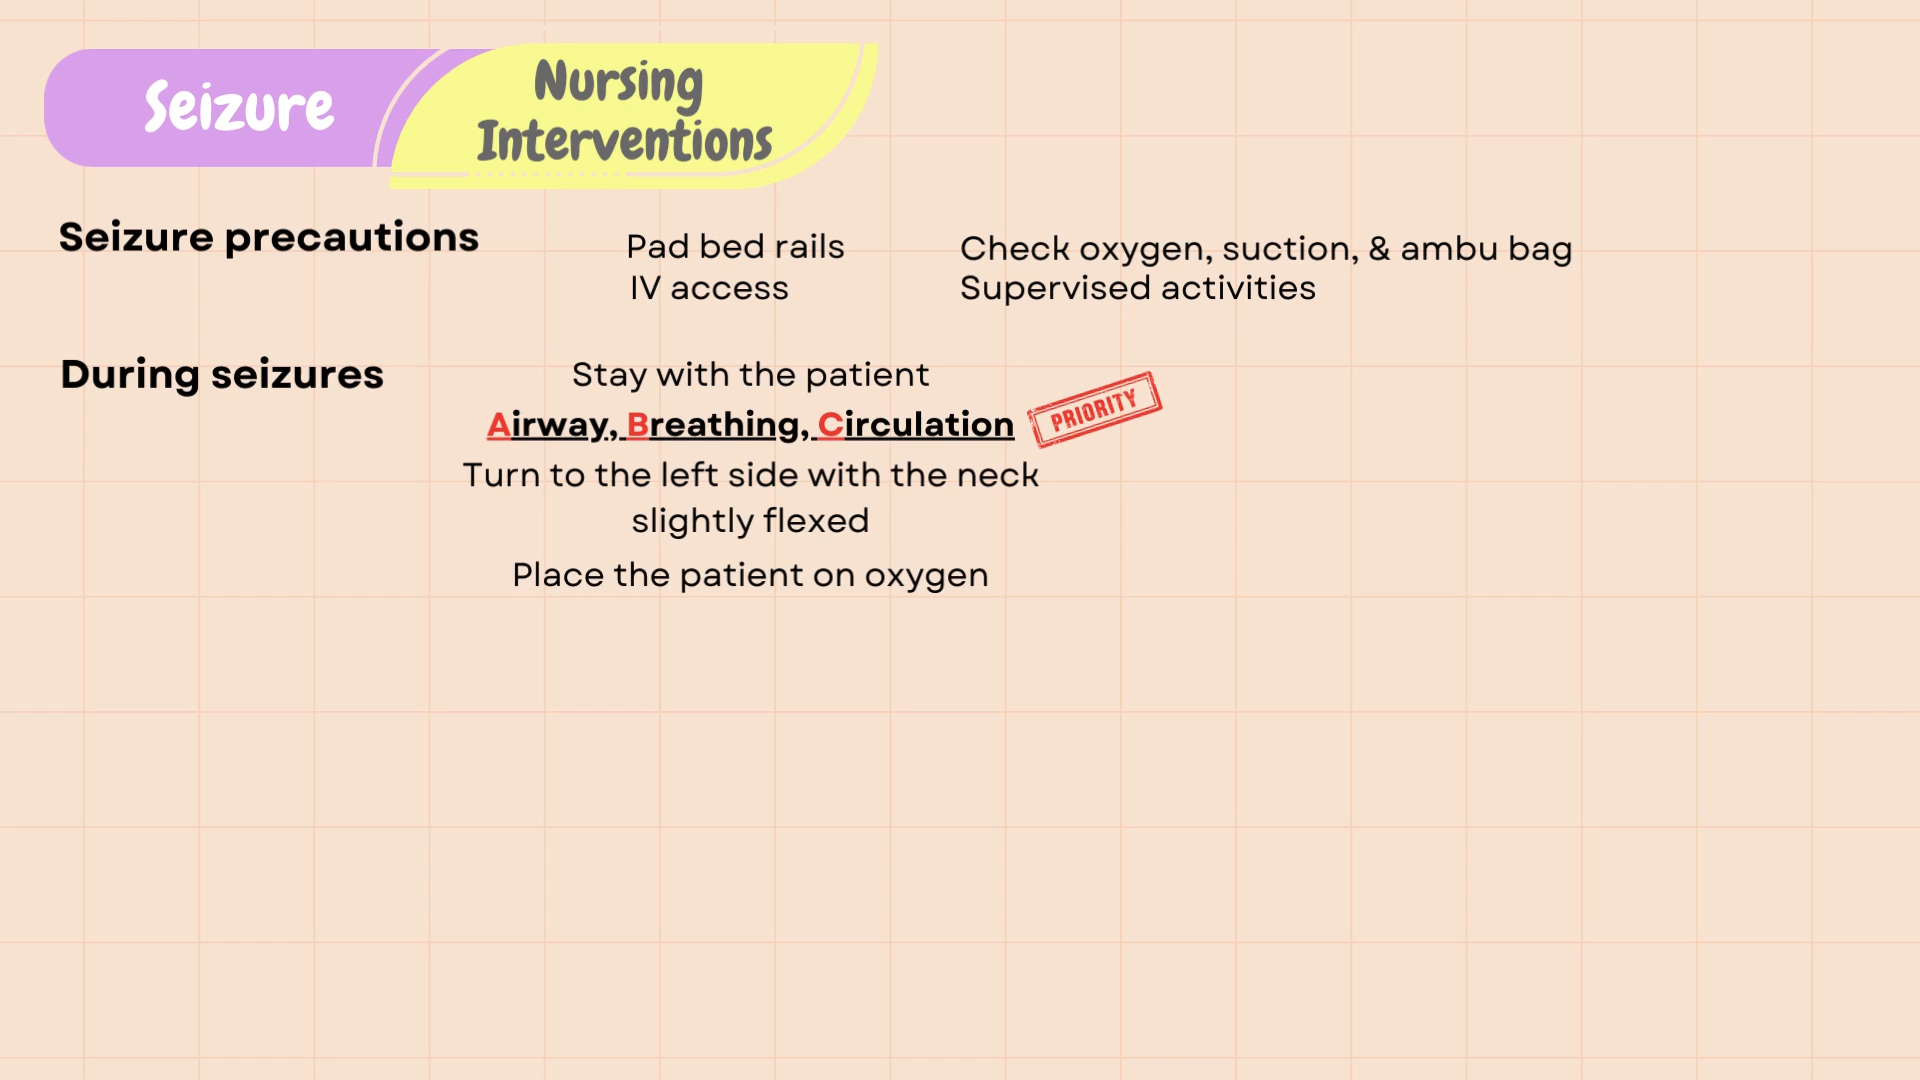 Seizure
Nursing
Interventions
Seizure precautions
Pad bed rails
IV access
Check oxygen, suction, & ambu bag
Supervised activities
During seizures
Stay with the patient
Airway, Breathing, Circulation
PRIORITY
Turn to the left side with the neck
slightly flexed
Place the patient on oxygen